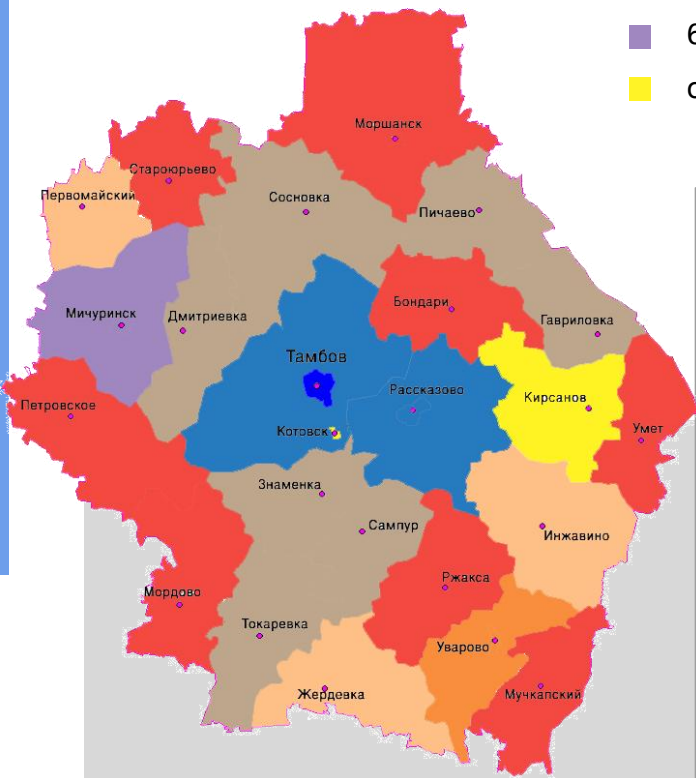 Моршанск
Староюрьево
Первомайский
Сосновка
Пичаево
Бондари
Мичуринск
Дмитриевка
Гавриловка
Тамбов
Рассказово
Кирсанов
Петровское
Котовск
Умет
Знаменка
Сампур
Инжавино
Ржакса
Мордово
Токаревка
Уварово
Жердевка
Мучкапский